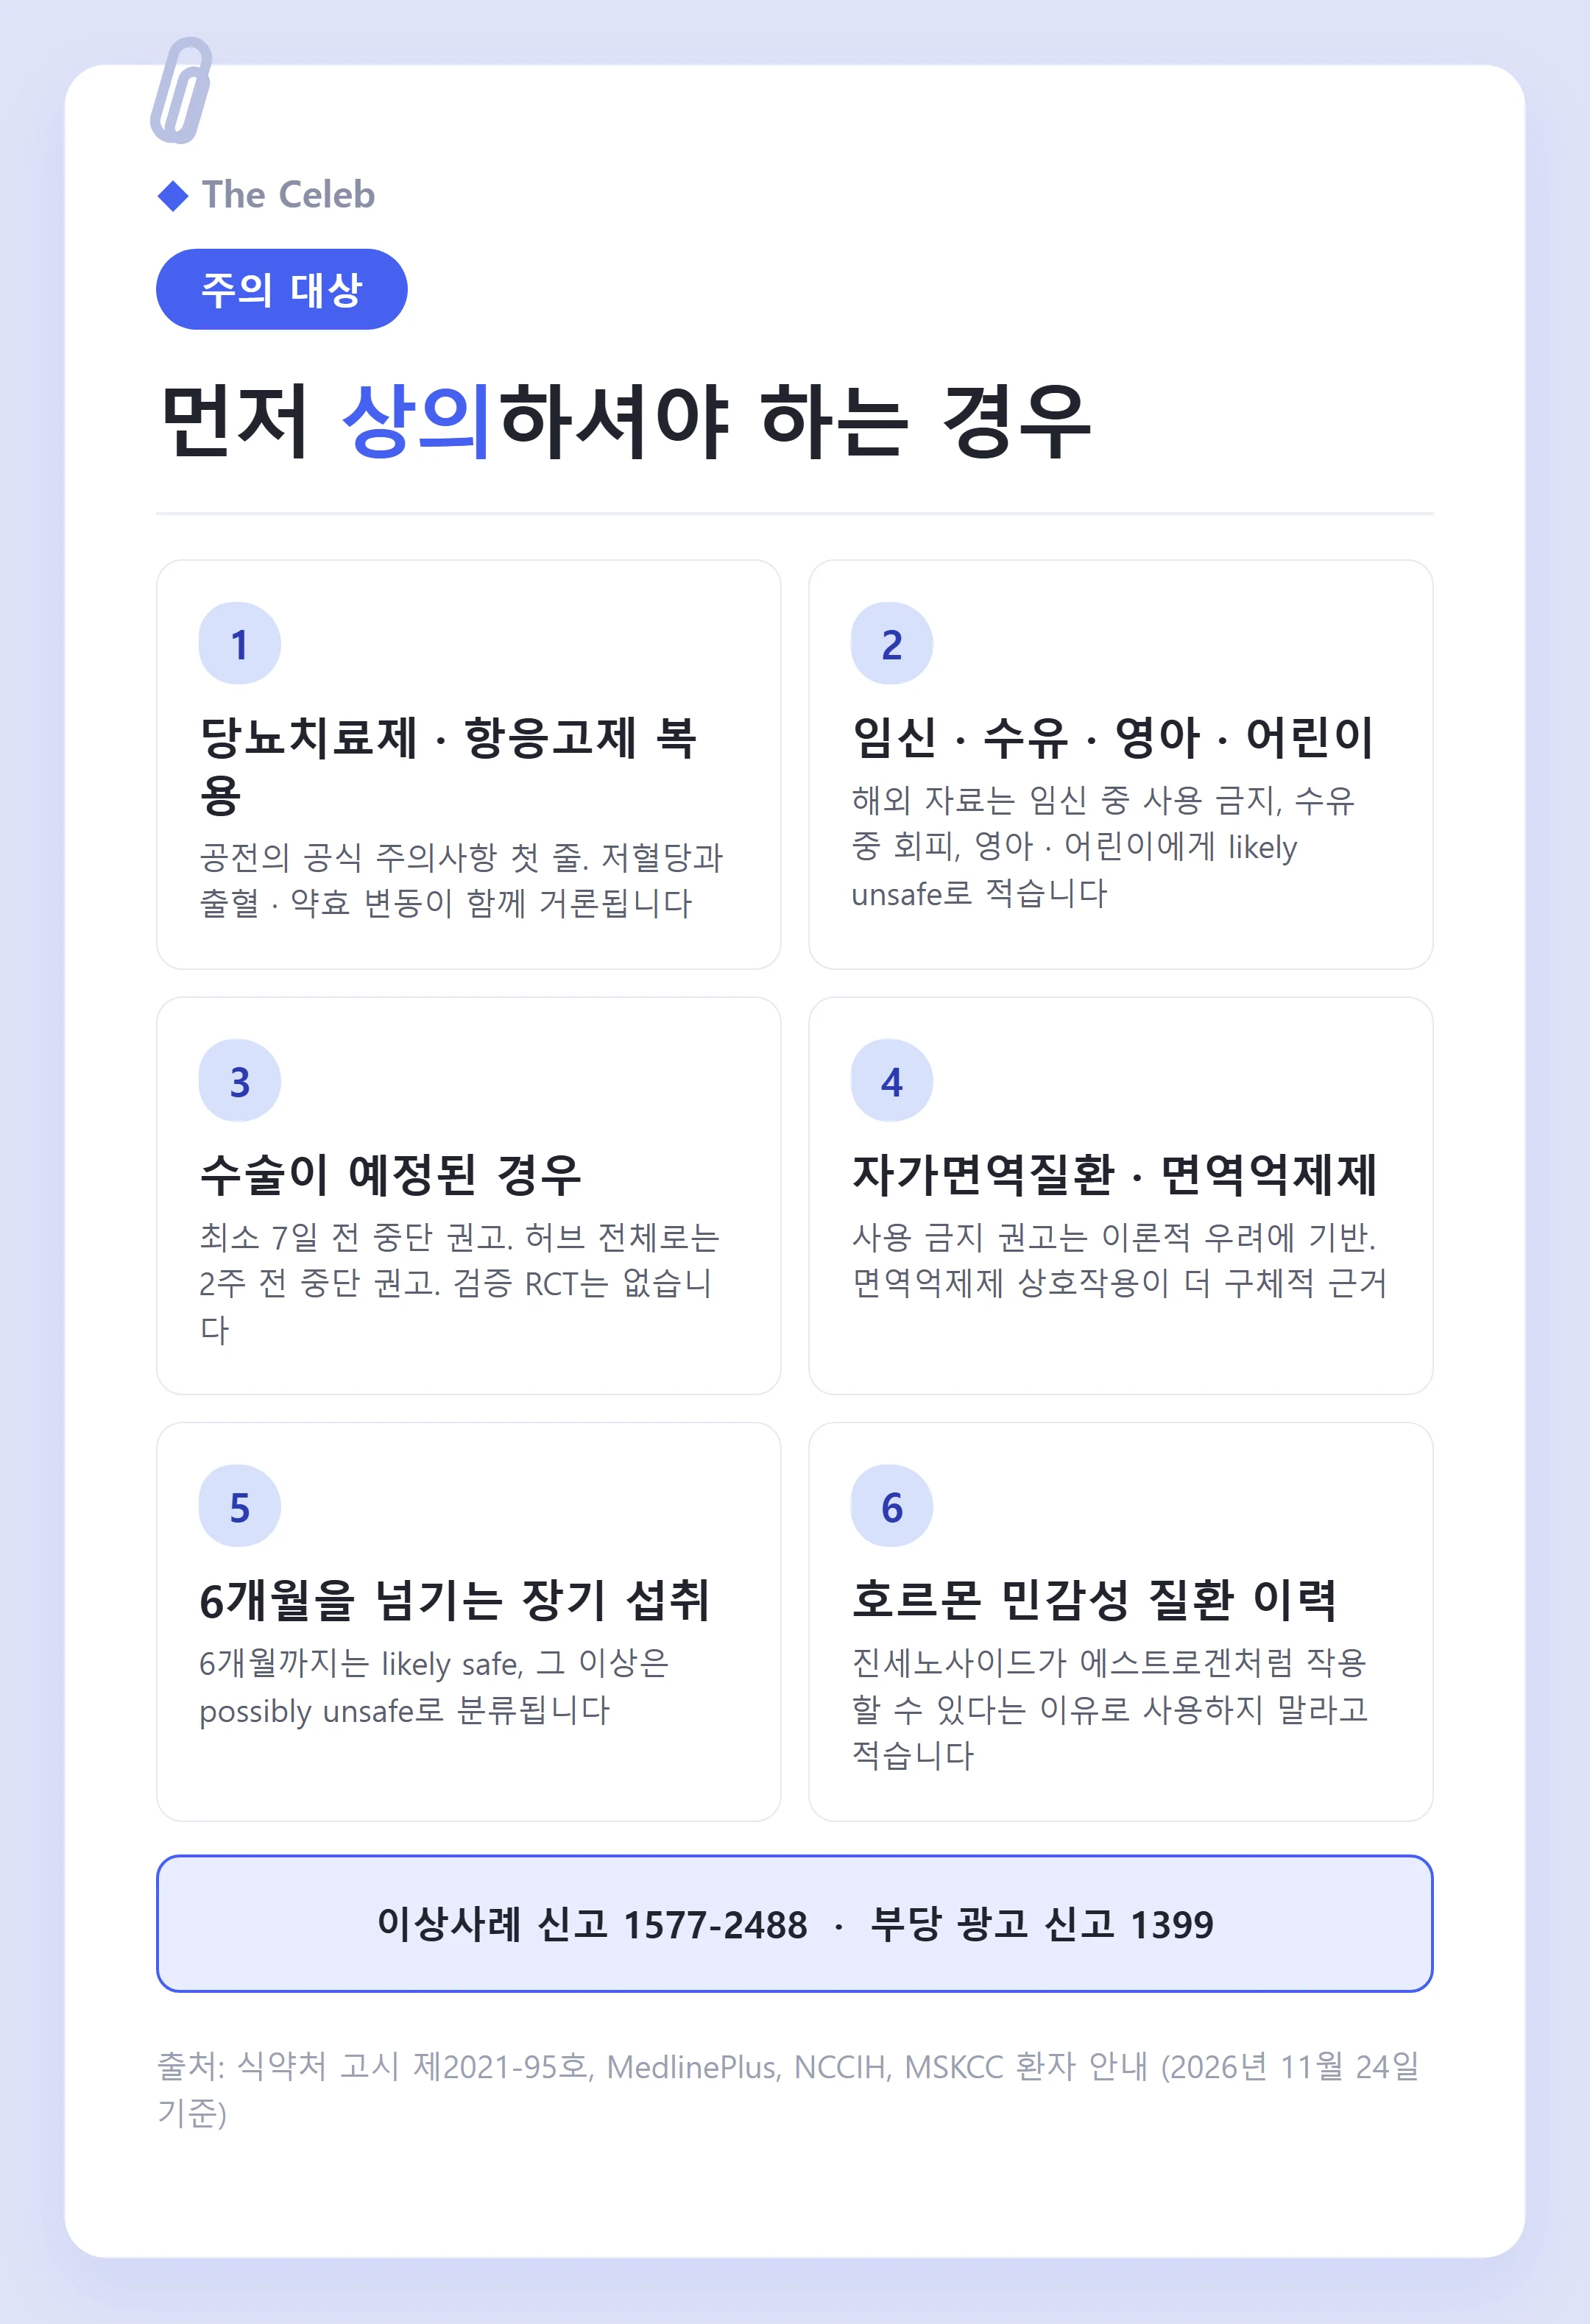 The Celeb
주의 대상
먼저 상의하셔야 하는 경우
1
당뇨치료제 · 항응고제 복
용
공전의 공식 주의사항 첫 줄. 저혈당과
출혈 · 약효 변동이 함께 거론됩니다
2
임신 · 수유 · 영아 · 어린이
해외 자료는 임신 중 사용 금지, 수유
중 회피, 영아 · 어린이에게 likely
unsafe로 적습니다
3
수술이 예정된 경우
최소 7일 전 중단 권고. 허브 전체로는
2주 전 중단 권고. 검증 RCT는 없습니
다
4
자가면역질환 · 면역억제제
사용 금지 권고는 이론적 우려에 기반.
면역억제제 상호작용이 더 구체적 근거
5
6개월을 넘기는 장기 섭취
6개월까지는 likely safe, 그 이상은
possibly unsafe로 분류됩니다
6
호르몬 민감성 질환 이력
진세노사이드가 에스트로겐처럼 작용
할 수 있다는 이유로 사용하지 말라고
적습니다
이상사례 신고 1577-2488 · 부당 광고 신고 1399
출처: 식약처 고시 제2021-95호, MedlinePlus, NCCIH, MSKCC 환자 안내 (2026년 11월 24일
기준)